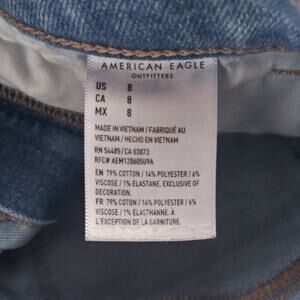 AMERICAN EAGLE
OUTFITTERS
US 8
CA 8
MX 8
MADE IN VIETNAM / FABRIQUÉ AU
VIETNAM / HECHO EN VIETNAM
RN 54485/CA 03873
RFC# AEM120605U9A
EN: 79% COTTON / 14% POLYESTER / 6%
VISCOSE / 1% ELASTANE. EXCLUSIVE OF
DECORATION.
FR: 79% COTON / 14% POLYESTER / 6%
VISCOSE / 1% ÉLASTHANNE. À
L'EXCEPTION DE LA GARNITURE.